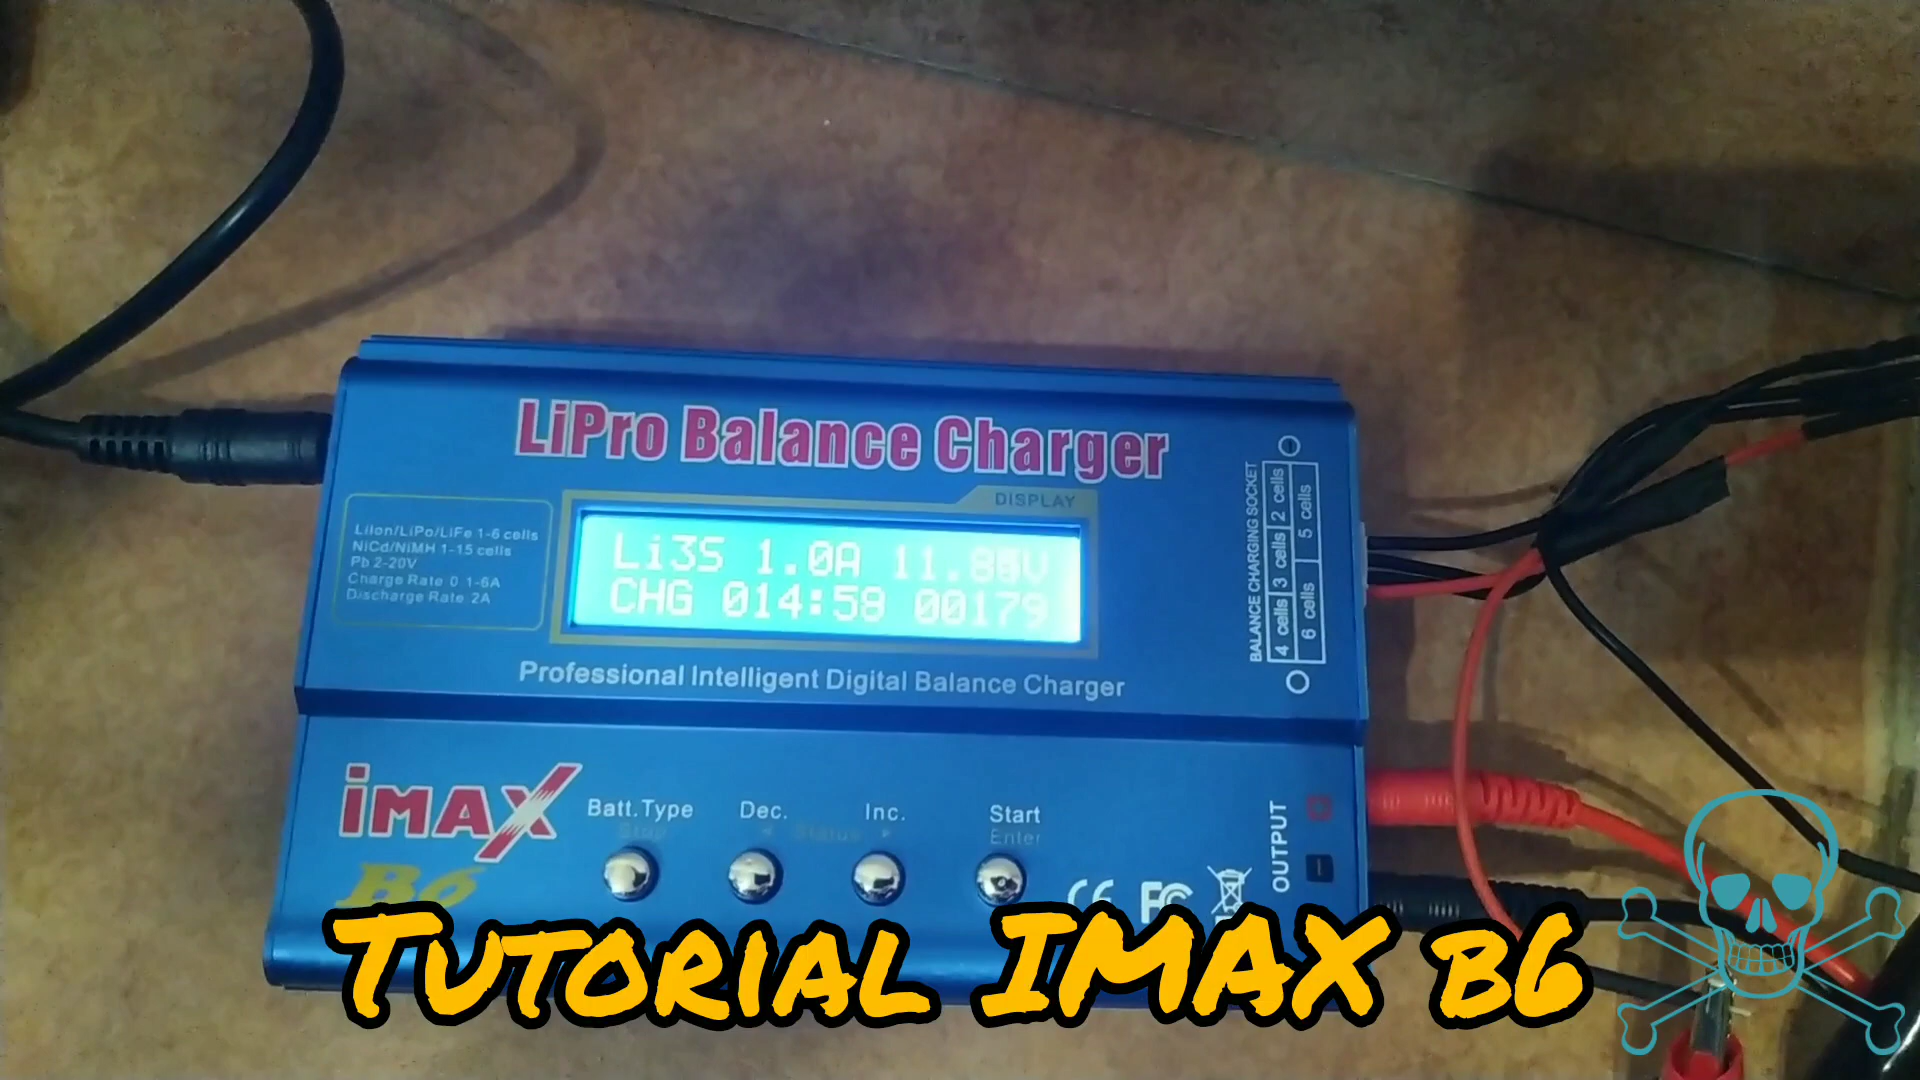 LiPro Balance Charger
DISPLAY
LiIon/LiPo/LiFe 1-6 cells
NiCd/NiMH 1-15 cells
Pb 2-20V
Charge Rate 0.1-6A
Discharge Rate 2A
Li3S 1.0A 11.85V
CHG 014:58 00179
Professional Intelligent Digital Balance Charger
BALANCE CHARGING SOCKET
4 cells 3 cells 2 cells
6 cells 5 cells
iMAX
B6
Batt.Type Dec. Inc. Start
Stop ◄ Status ► Enter
OUTPUT
CE FC
TUTORIAL IMAX B6